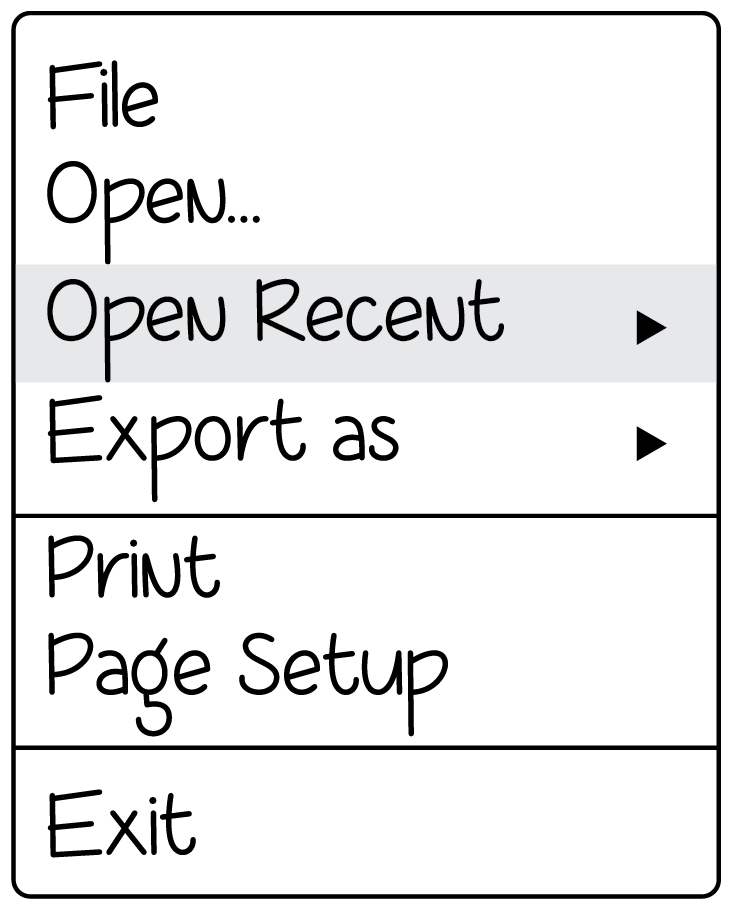 File
Open...
Open Recent
Export as
Print
Page Setup
Exit